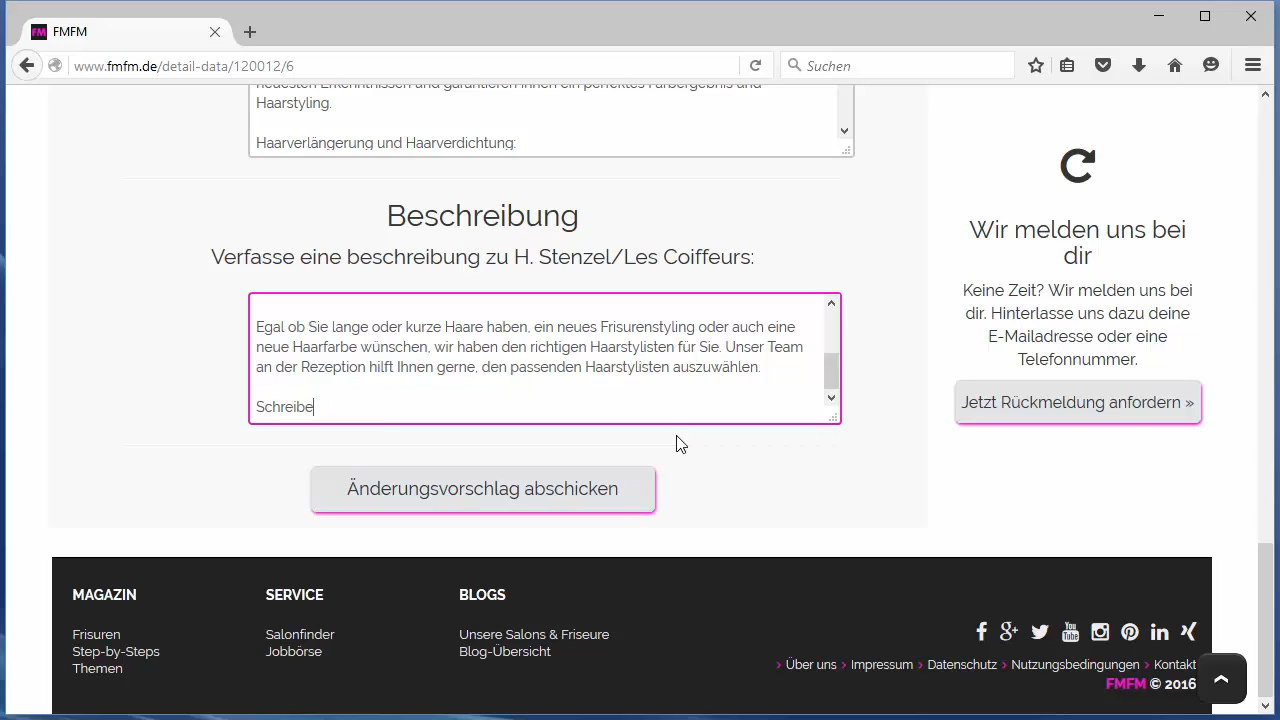 FM FMFM
www.fmfm.de/detail-data/120012/6
Suchen
Haarstyling.
Haarverlängerung und Haarverdichtung:
Beschreibung
Verfasse eine beschreibung zu H. Stenzel/Les Coiffeurs:
Egal ob Sie lange oder kurze Haare haben, ein neues Frisurenstyling oder auch eine
neue Haarfarbe wünschen, wir haben den richtigen Haarstylisten für Sie. Unser Team
an der Rezeption hilft Ihnen gerne, den passenden Haarstylisten auszuwählen.
Schreibe
Änderungsvorschlag abschicken
Wir melden uns bei
dir
Keine Zeit? Wir melden uns bei
dir. Hinterlasse uns dazu deine
E-Mailadresse oder eine
Telefonnummer.
Jetzt Rückmeldung anfordern »
MAGAZIN
Frisuren
Step-by-Steps
Themen
SERVICE
Salonfinder
Jobbörse
BLOGS
Unsere Salons & Friseure
Blog-Übersicht
You Tube
› Über uns › Impressum › Datenschutz › Nutzungsbedingungen › Kontakt
FMFM © 2016